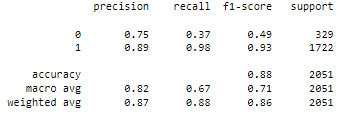 precision recall f1-score support
0 0.75 0.37 0.49 329
1 0.89 0.98 0.93 1722
accuracy 0.88 2051
macro avg 0.82 0.67 0.71 2051
weighted avg 0.87 0.88 0.86 2051